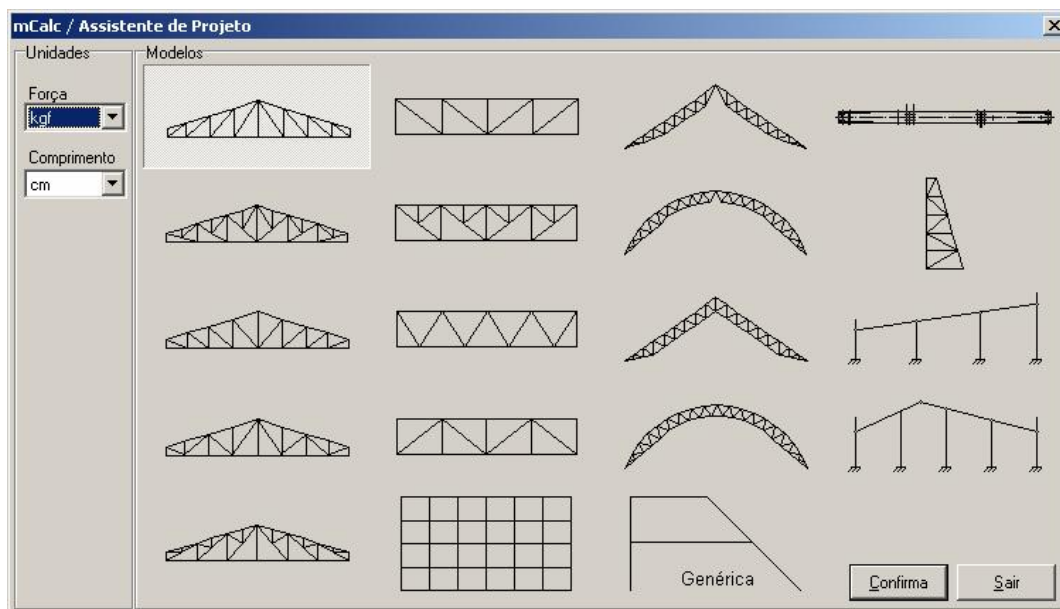 mCalc / Assistente de Projeto
Unidades
Modelos
Força
kgf
Comprimento
cm
Genérica
Confirma
Sair